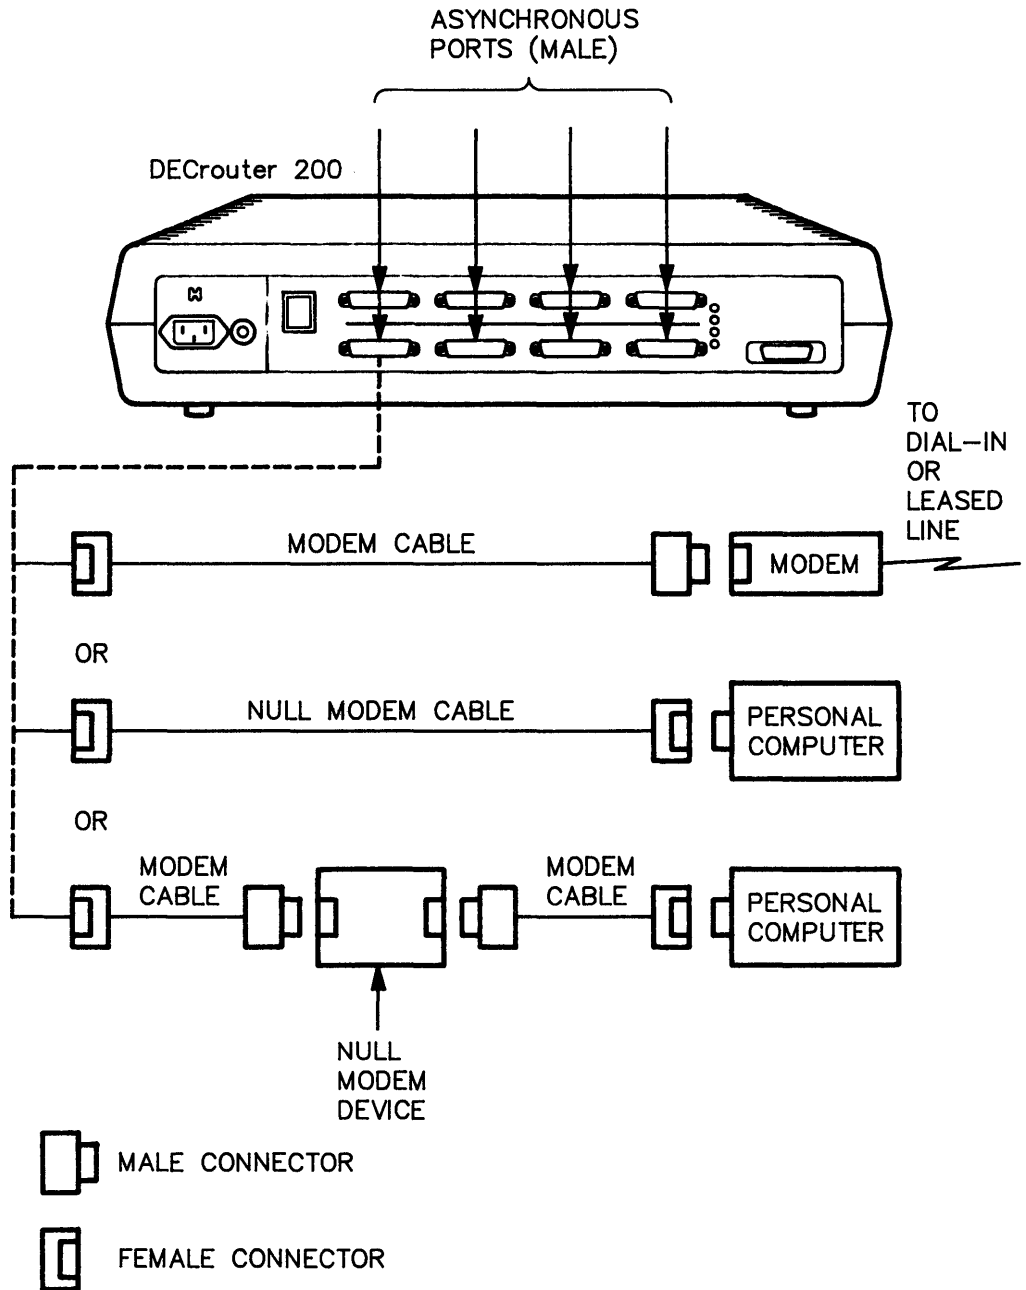 ASYNCHRONOUS
PORTS (MALE)
DECrouter 200
TO
DIAL-IN
OR
LEASED
LINE
MODEM CABLE
MODEM
OR
NULL MODEM CABLE
PERSONAL
COMPUTER
OR
MODEM
CABLE
MODEM
CABLE
PERSONAL
COMPUTER
NULL
MODEM
DEVICE
MALE CONNECTOR
FEMALE CONNECTOR